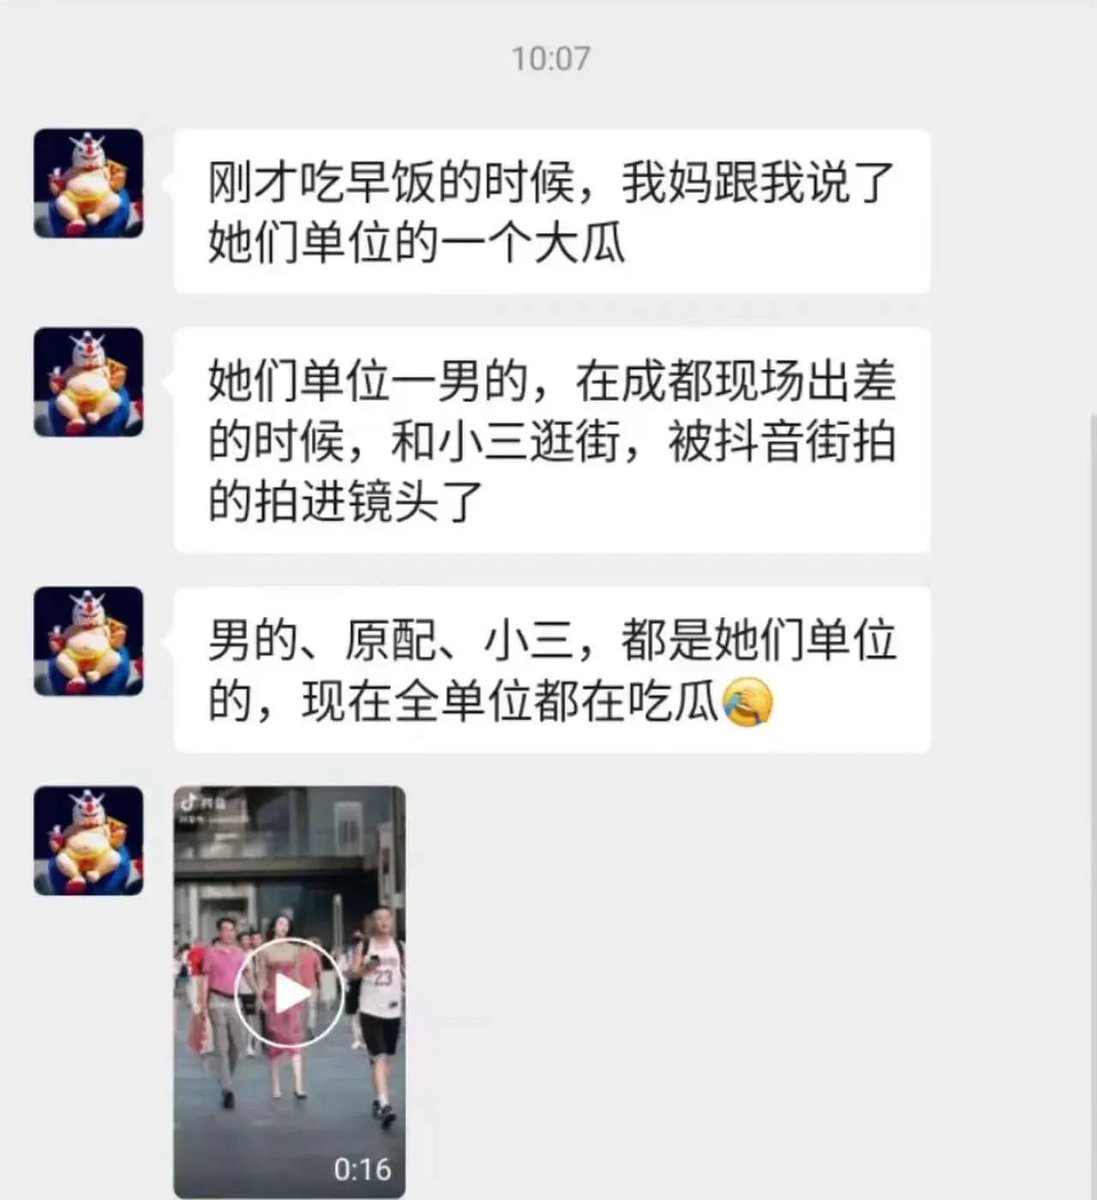 10:07
刚才吃早饭的时候，我妈跟我说了
她们单位的一个大瓜
她们单位一男的，在成都现场出差
的时候，和小三逛街，被抖音街拍
的拍进镜头了
男的、原配、小三，都是她们单位
的，现在全单位都在吃瓜🤣
抖音
23
0:16